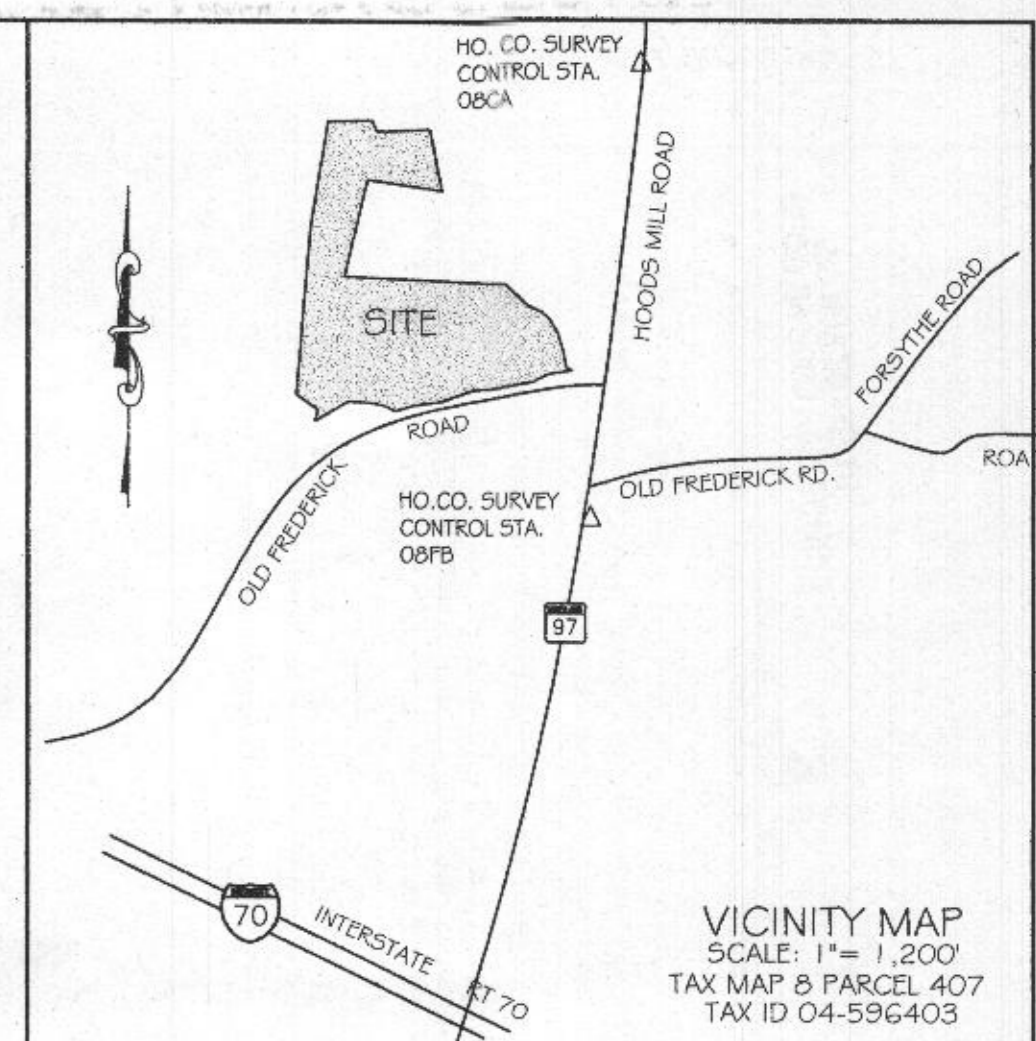 HO. CO. SURVEY
CONTROL STA.
08CA
HOODS MILL ROAD
SITE
FORSYTHE ROAD
ROAD
OLD FREDERICK
OLD FREDERICK RD.
ROA
HO.CO. SURVEY
CONTROL STA.
08FB
97
70
INTERSTATE
RT 70
VICINITY MAP
SCALE: 1"= 1,200'
TAX MAP 8 PARCEL 407
TAX ID 04-596403